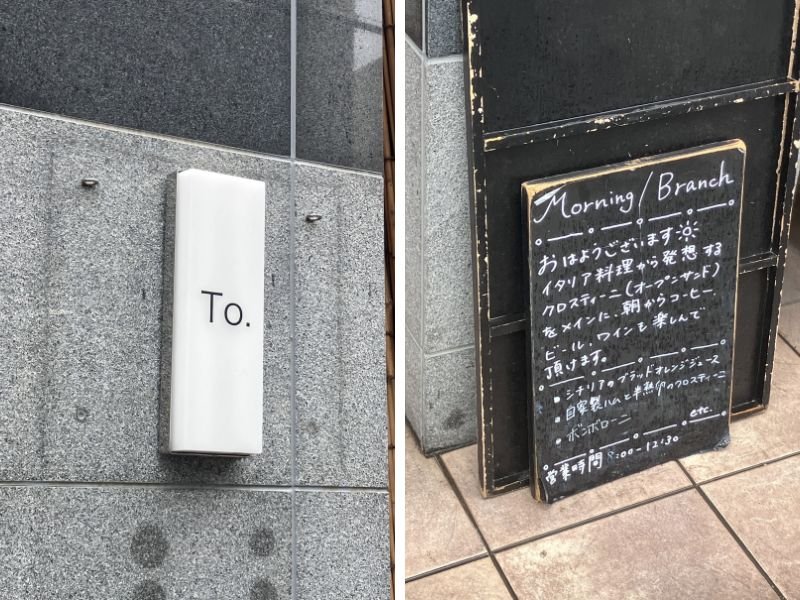 To.
Morning/Branch
おはようございます
イタリア料理から発想する
クロスティーニ(オープンサンド)
をメインに、朝からコーヒー
ビール、ワインも楽しんで
頂けます。
• シチリアのブラッドオレンジジュース
• 自家製ハムと半熟卵のクロスティーニ
• ボンボローニ
etc.
営業時間 8:00-12:30